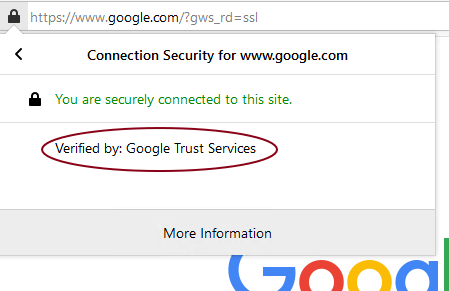 https://www.google.com/?gws_rd=ssl
Connection Security for www.google.com
You are securely connected to this site.
Verified by: Google Trust Services
More Information